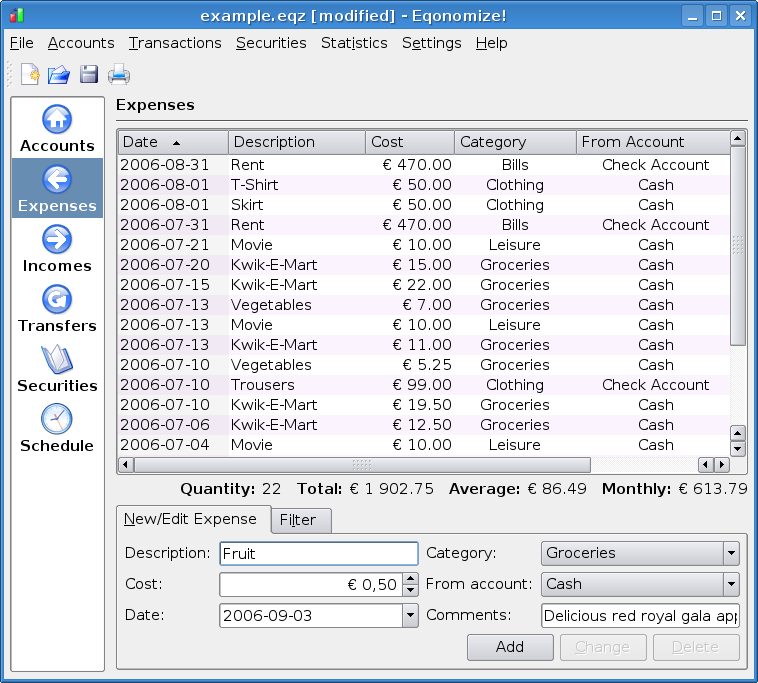 example.eqz [modified] - Eqonomize!
File Accounts Transactions Securities Statistics Settings Help
Accounts
Expenses
Incomes
Transfers
Securities
Schedule
Expenses
Date Description Cost Category From Account
2006-08-31 Rent € 470.00 Bills Check Account
2006-08-01 T-Shirt € 50.00 Clothing Cash
2006-08-01 Skirt € 50.00 Clothing Cash
2006-07-31 Rent € 470.00 Bills Check Account
2006-07-21 Movie € 10.00 Leisure Cash
2006-07-20 Kwik-E-Mart € 15.00 Groceries Cash
2006-07-15 Kwik-E-Mart € 22.00 Groceries Cash
2006-07-13 Vegetables € 7.00 Groceries Cash
2006-07-13 Movie € 10.00 Leisure Cash
2006-07-13 Kwik-E-Mart € 11.00 Groceries Cash
2006-07-10 Vegetables € 5.25 Groceries Cash
2006-07-10 Trousers € 99.00 Clothing Check Account
2006-07-10 Kwik-E-Mart € 19.50 Groceries Cash
2006-07-06 Kwik-E-Mart € 12.50 Groceries Cash
2006-07-04 Movie € 10.00 Leisure Cash
Quantity: 22 Total: € 1 902.75 Average: € 86.49 Monthly: € 613.79
New/Edit Expense Filter
Description: Fruit Category: Groceries
Cost: € 0,50 From account: Cash
Date: 2006-09-03 Comments: Delicious red royal gala app
Add Change Delete